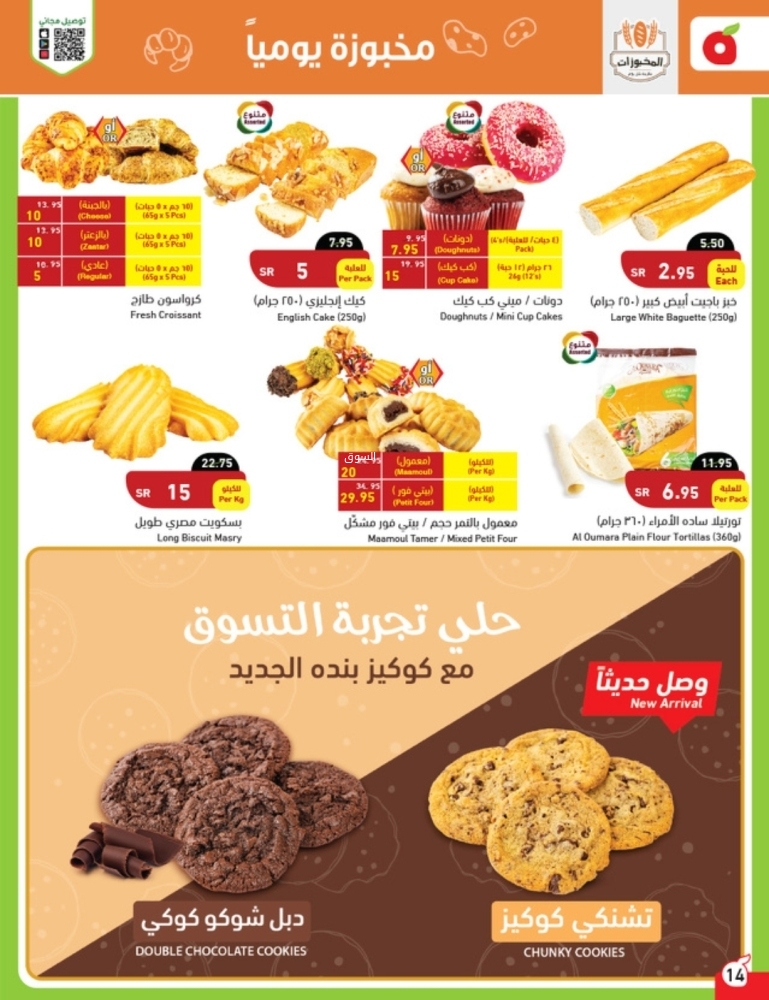 توصيل مجاني
مخبوزة يومياً
المخبوزات
أو
OR
متنوع
Assorted
متنوع
Assorted
أو
OR
13.95
10
(بالجبنة)
(Cheese)
(٦٥ جم x ٥ حبات)
(65g x 5 Pcs)
13.95
10
(بالزعتر)
(Zaatar)
(٦٥ جم x ٥ حبات)
(65g x 5 Pcs)
5
(عادي)
(Regular)
(٦٥ جم x ٥ حبات)
(65g x 5 Pcs)
كرواسون طازج
Fresh Croissant
7.95
SR 5
للعلبة
Per Pack
كيك إنجليزي (٢٥٠ جرام)
English Cake (250g)
9.95
7.95
(دونات)
(Doughnuts)
(٤ حبات/ للعلبة)
Pack)
19.95
15
(كب كيك)
(Cup Cake)
٢٦ جرام (١٢ حبة)
26g (12's)
دونات / ميني كب كيك
Doughnuts / Mini Cup Cakes
5.50
SR 2.95
للحبة
Each
خبز باجيت أبيض كبير (٢٥٠ جرام)
Large White Baguette (250g)
22.75
SR 15
للكيلو
Per Kg
بسكويت مصري طويل
Long Biscuit Masry
أو
OR
السوق
20
(معمول)
(Maamoul)
(للكيلو)
(Per Kg)
34.95
29.95
(بيتي فور)
(Petit Four)
(للكيلو)
(Per Kg)
معمول بالتمر حجم / بيتي فور مشكّل
Maamoul Tamer / Mixed Petit Four
متنوع
Assorted
11.95
SR 6.95
للعلبة
Per Pack
تورتيلا ساده الأمراء (٣٦٠ جرام)
Al Oumara Plain Flour Tortillas (360g)
حلي تجربة التسوق
مع كوكيز بنده الجديد
وصل حديثاً
New Arrival
دبل شوكو كوكي
DOUBLE CHOCOLATE COOKIES
تشنكي كوكيز
CHUNKY COOKIES
14